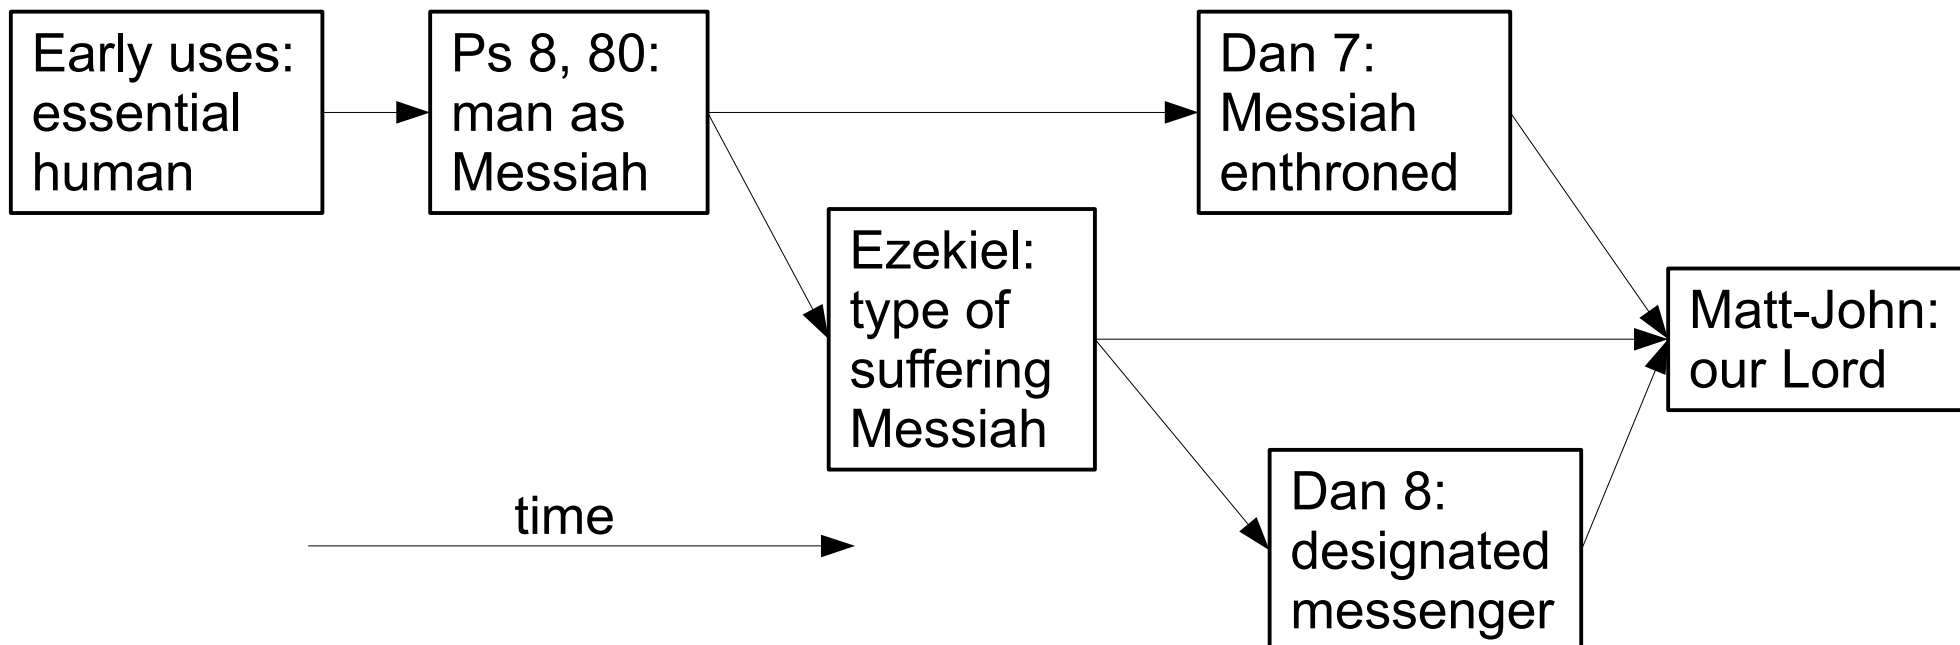 Early uses:
essential
human
Ps 8, 80:
man as
Messiah
Dan 7:
Messiah
enthroned
Ezekiel:
type of
suffering
Messiah
Matt-John:
our Lord
Dan 8:
designated
messenger
time